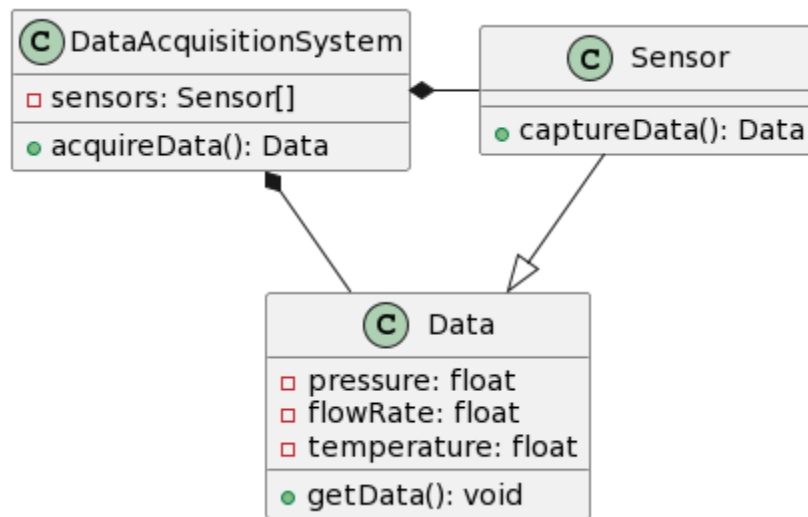 C DataAcquisitionSystem
sensors: Sensor[]
acquireData(): Data
C Sensor
captureData(): Data
C Data
pressure: float
flowRate: float
temperature: float
getData(): void